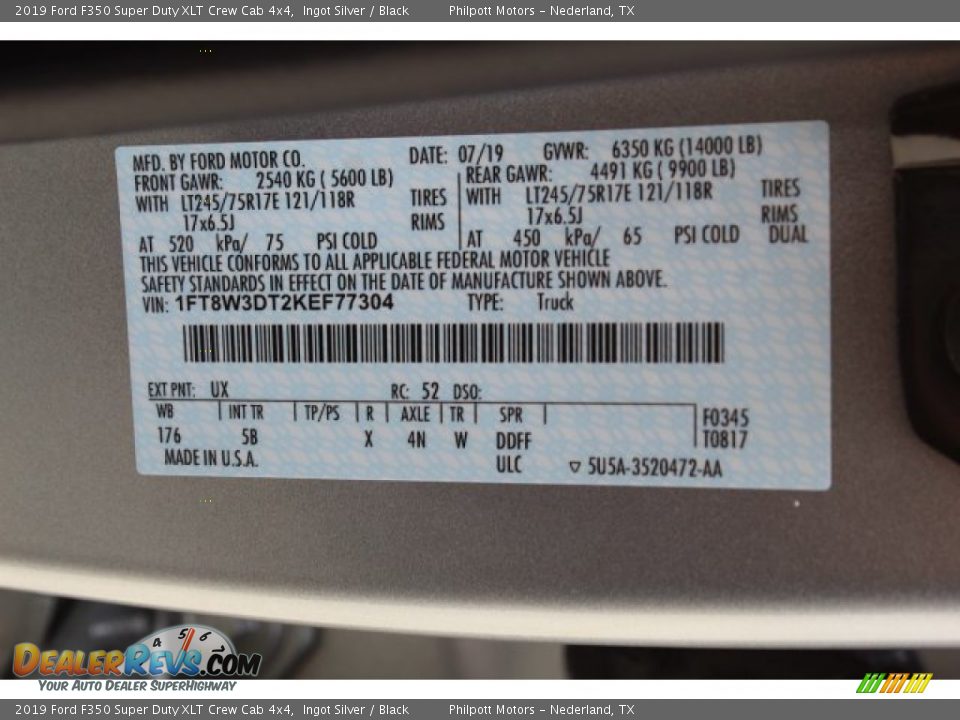 2019 Ford F350 Super Duty XLT Crew Cab 4x4, Ingot Silver / Black Philpott Motors – Nederland, TX
MFD. BY FORD MOTOR CO. DATE: 07/19 GVWR: 6350 KG (14000 LB)
FRONT GAWR: 2540 KG ( 5600 LB) REAR GAWR: 4491 KG ( 9900 LB)
WITH LT245/75R17E 121/118R TIRES WITH LT245/75R17E 121/118R TIRES
17x6.5J RIMS 17x6.5J RIMS
AT 520 kPa/ 75 PSI COLD AT 450 kPa/ 65 PSI COLD DUAL
THIS VEHICLE CONFORMS TO ALL APPLICABLE FEDERAL MOTOR VEHICLE
SAFETY STANDARDS IN EFFECT ON THE DATE OF MANUFACTURE SHOWN ABOVE.
VIN: 1FT8W3DT2KEF77304 TYPE: Truck
EXT PNT: UX RC: 52 DSO:
WB INT TR TP/PS R AXLE TR SPR F0345
176 5B X 4N W DDFF T0817
MADE IN U.S.A. ULC ▽ 5U5A-3520472-AA
4 5 6 7
DEALERREVS.COM
YOUR AUTO DEALER SUPERHIGHWAY
2019 Ford F350 Super Duty XLT Crew Cab 4x4, Ingot Silver / Black Philpott Motors – Nederland, TX